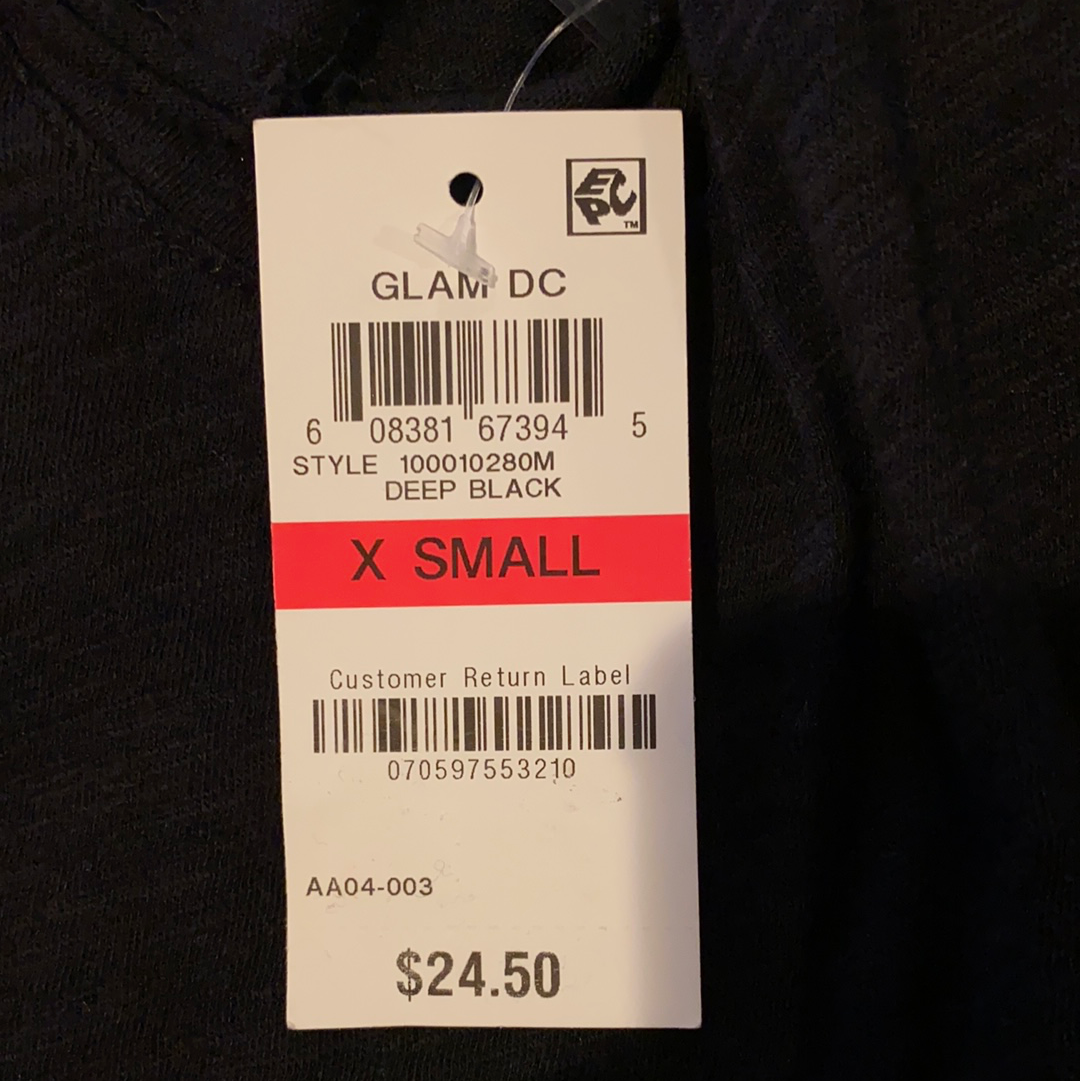 EPC
TM
GLAM DC
6 08381 67394 5
STYLE 100010280M
DEEP BLACK
X SMALL
Customer Return Label
070597553210
AA04-003
$24.50